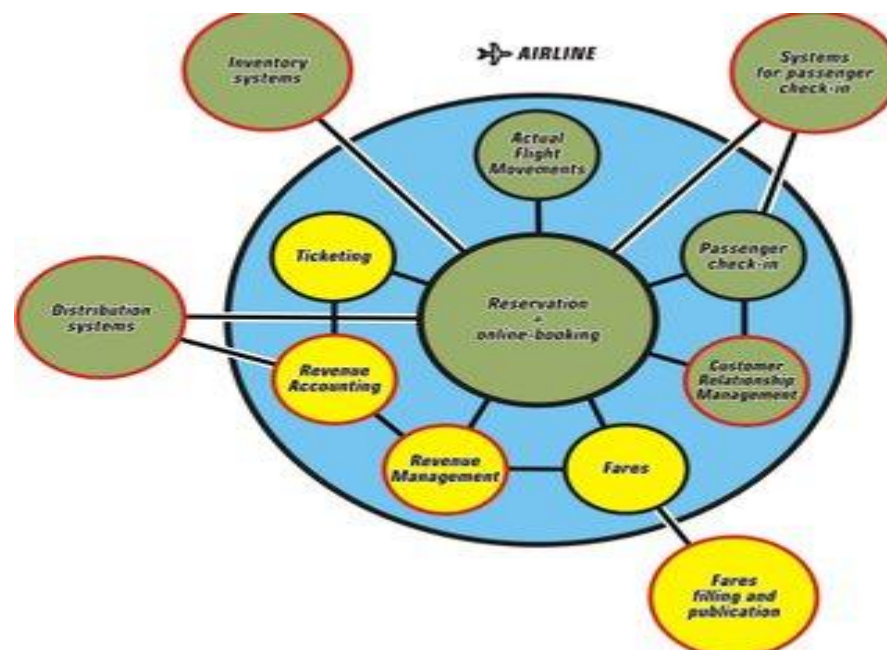 Inventory
systems
AIRLINE
Systems
for passenger
check-in
Actual
Flight
Movements
Ticketing
Passenger
check-in
Distribution
systems
Reservation
+
online-booking
Revenue
Accounting
Customer
Relationship
Management
Revenue
Management
Fares
Fares
filling and
publication